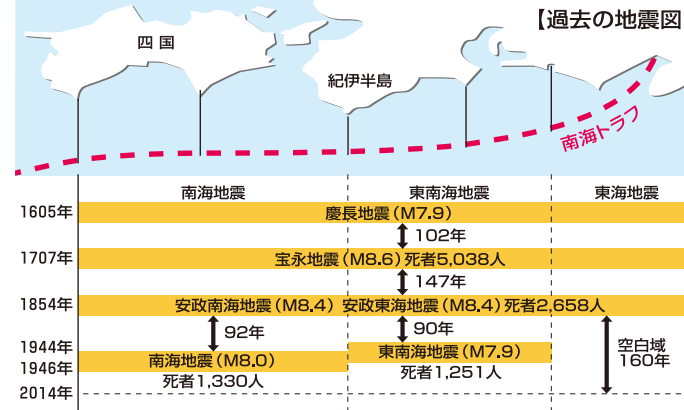 【過去の地震図
四国
紀伊半島
南海トラフ
南海地震
東南海地震
東海地震
1605年
慶長地震(M7.9)
102年
1707年
宝永地震(M8.6)死者5,038人
147年
1854年
安政南海地震(M8.4) 安政東海地震(M8.4)死者2,658人
92年
90年
空白域
160年
1944年
東南海地震(M7.9)
死者1,251人
1946年
南海地震(M8.0)
死者1,330人
2014年